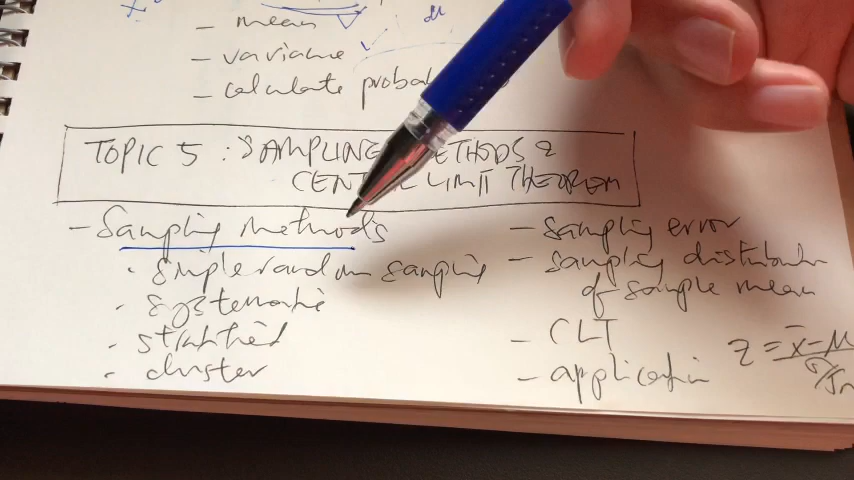 - mean
- variance
- calculate
TOPIC 5 : SAMPLING METHODS &
CENTRAL LIMIT THEOREM
- Sampling Methods
· simple random sampling
· systematic
· stratified
· cluster
- sampling error
- sampling distribution
of sample mean
- CLT
- application
z = x̄ - μ
σ/√n